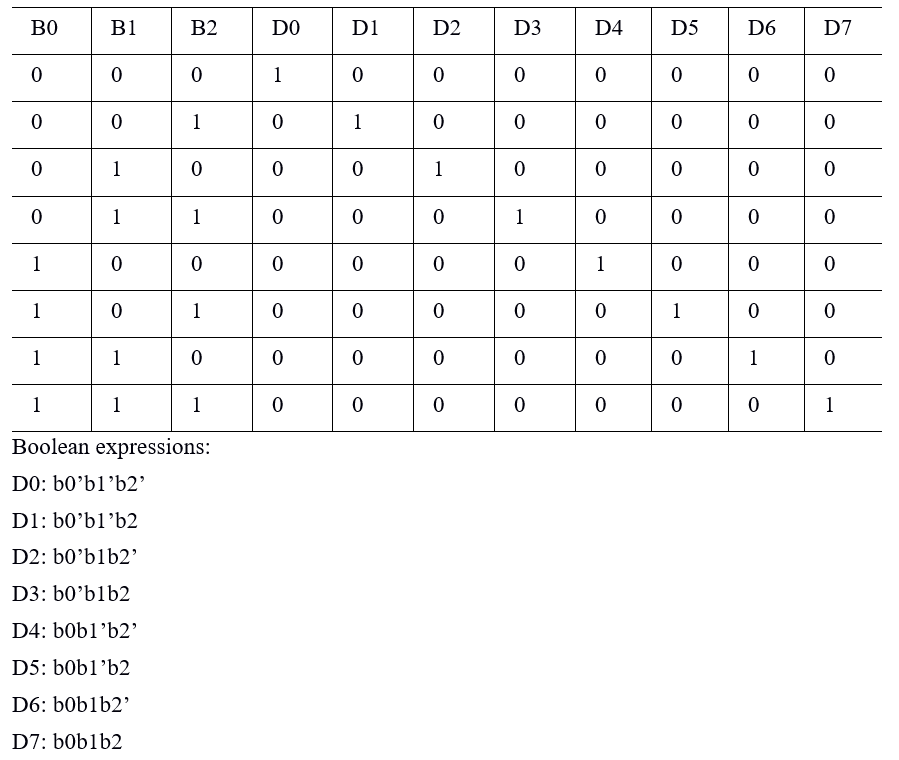 B0 B1 B2 D0 D1 D2 D3 D4 D5 D6 D7
0 0 0 1 0 0 0 0 0 0 0
0 0 1 0 1 0 0 0 0 0 0
0 1 0 0 0 1 0 0 0 0 0
0 1 1 0 0 0 1 0 0 0 0
1 0 0 0 0 0 0 1 0 0 0
1 0 1 0 0 0 0 0 1 0 0
1 1 0 0 0 0 0 0 0 1 0
1 1 1 0 0 0 0 0 0 0 1
Boolean expressions:
D0: b0’b1’b2’
D1: b0’b1’b2
D2: b0’b1b2’
D3: b0’b1b2
D4: b0b1’b2’
D5: b0b1’b2
D6: b0b1b2’
D7: b0b1b2